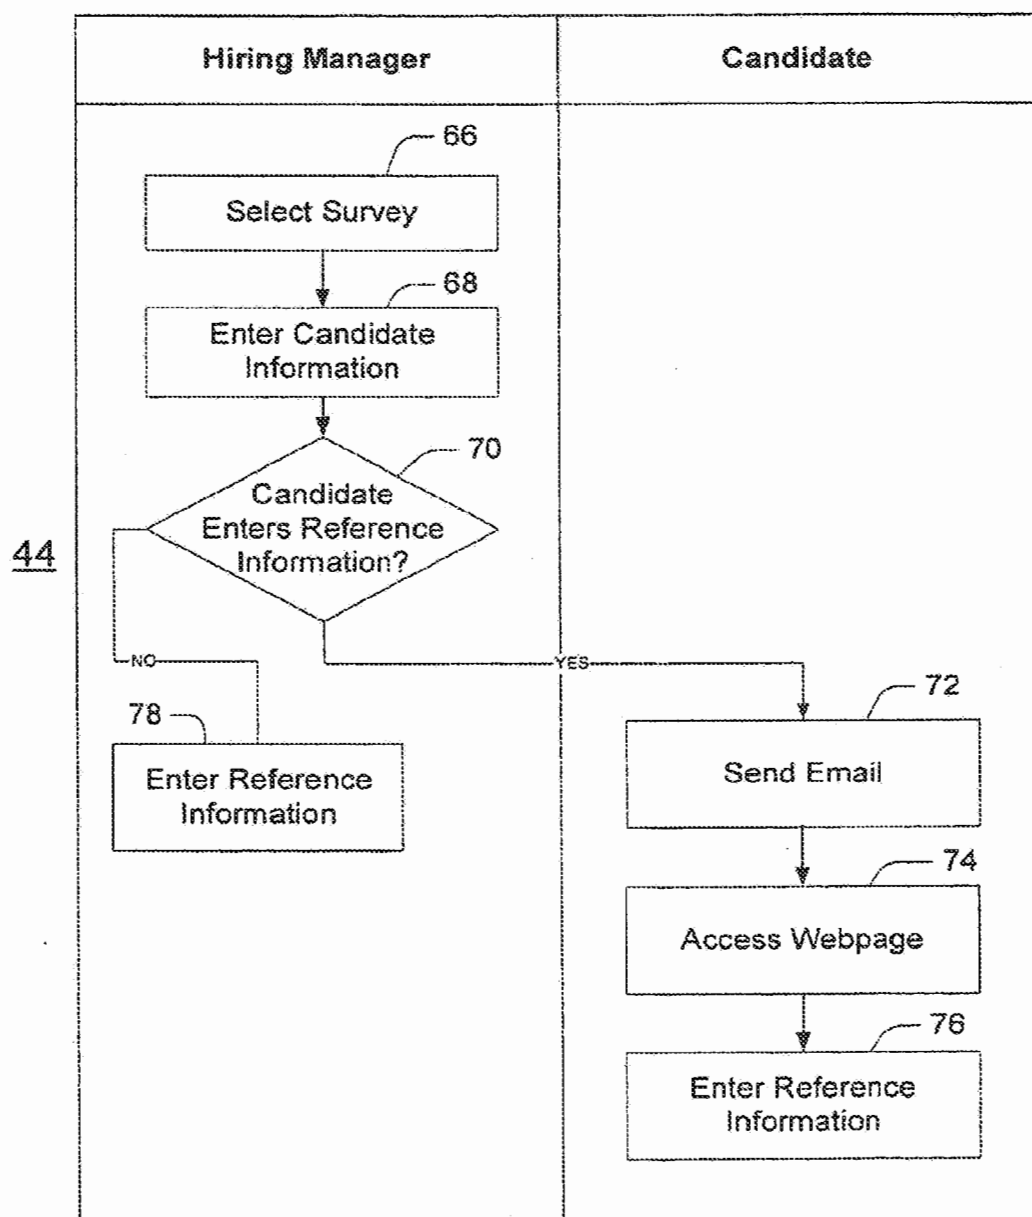 Hiring Manager
Candidate
66
Select Survey
68
Enter Candidate
Information
70
Candidate
Enters Reference
Information?
44
NO
YES
72
Send Email
78
Enter Reference
Information
74
Access Webpage
76
Enter Reference
Information